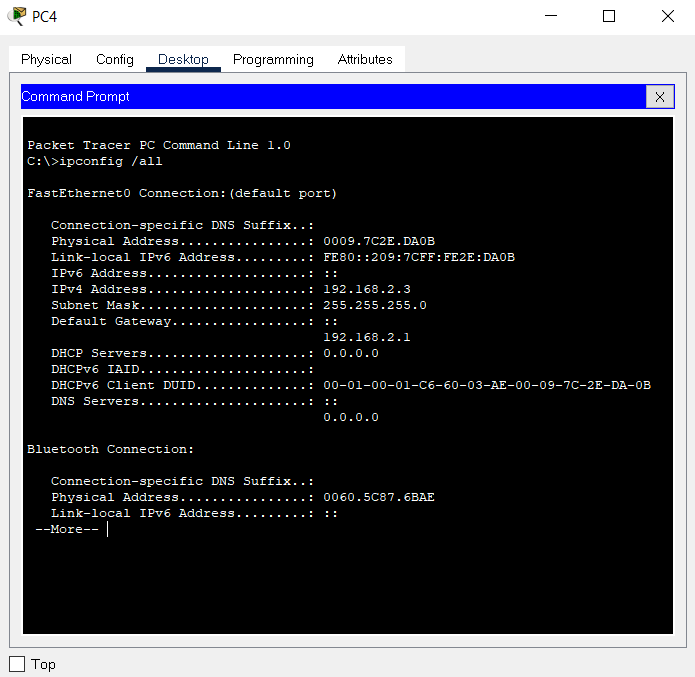 PC4
Physical Config Desktop Programming Attributes
Command Prompt
X
Packet Tracer PC Command Line 1.0
C:\>ipconfig /all
FastEthernet0 Connection:(default port)
Connection-specific DNS Suffix..:
Physical Address................: 0009.7C2E.DA0B
Link-local IPv6 Address.........: FE80::209:7CFF:FE2E:DA0B
IPv6 Address....................: ::
IPv4 Address....................: 192.168.2.3
Subnet Mask.....................: 255.255.255.0
Default Gateway.................: ::
192.168.2.1
DHCP Servers....................: 0.0.0.0
DHCPv6 IAID.....................:
DHCPv6 Client DUID..............: 00-01-00-01-C6-60-03-AE-00-09-7C-2E-DA-0B
DNS Servers.....................: ::
0.0.0.0
Bluetooth Connection:
Connection-specific DNS Suffix..:
Physical Address................: 0060.5C87.6BAE
Link-local IPv6 Address.........: ::
--More--
Top